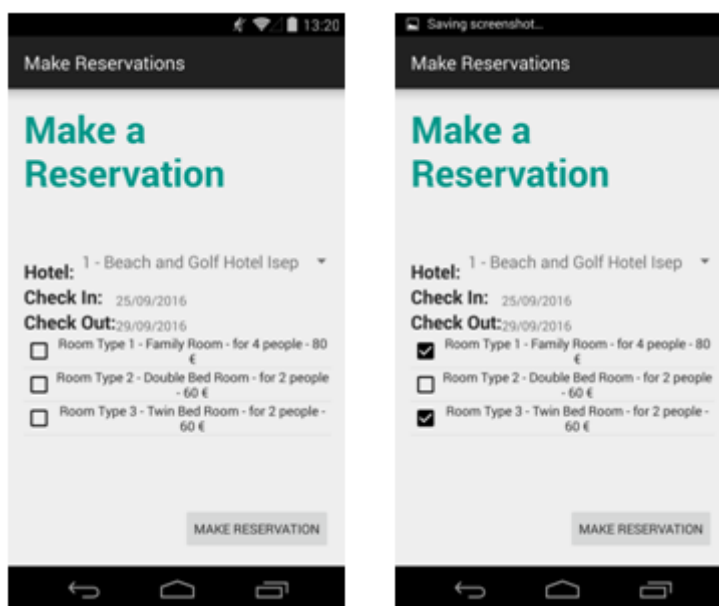 13:20
Make Reservations
Make a
Reservation
Hotel: 1 - Beach and Golf Hotel Isep
Check In: 25/09/2016
Check Out: 29/09/2016
Room Type 1 - Family Room - for 4 people - 80
€
Room Type 2 - Double Bed Room - for 2 people
- 60 €
Room Type 3 - Twin Bed Room - for 2 people -
60 €
MAKE RESERVATION
Saving screenshot...
Make Reservations
Make a
Reservation
Hotel: 1 - Beach and Golf Hotel Isep
Check In: 25/09/2016
Check Out: 29/09/2016
Room Type 1 - Family Room - for 4 people - 80
€
Room Type 2 - Double Bed Room - for 2 people
- 60 €
Room Type 3 - Twin Bed Room - for 2 people -
60 €
MAKE RESERVATION